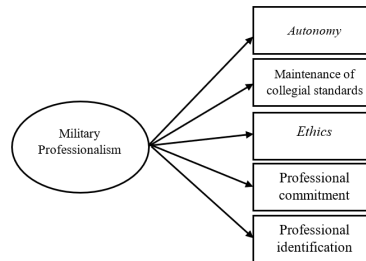 Military
Professionalism
Autonomy
Maintenance of
collegial standards
Ethics
Professional
commitment
Professional
identification